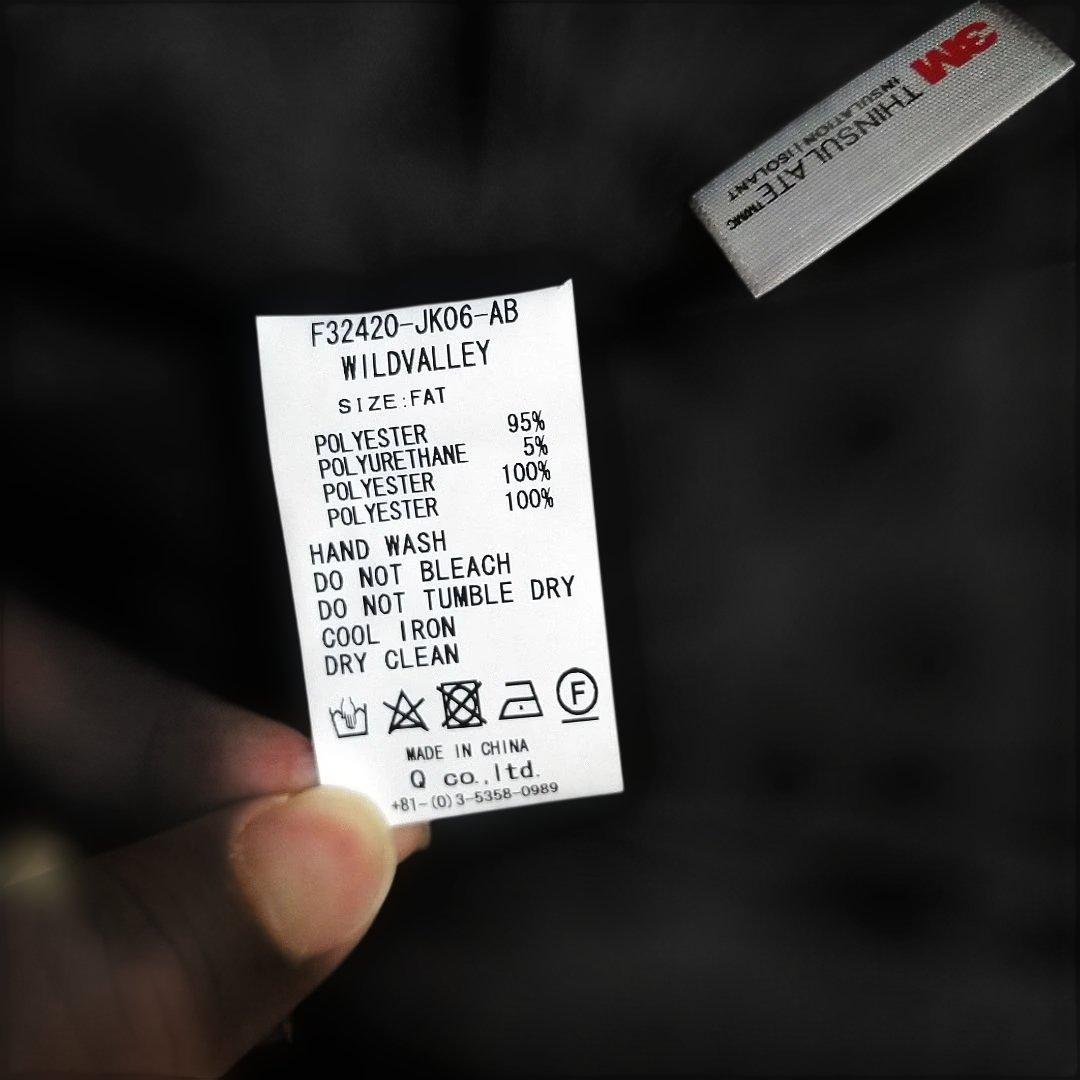 3M
THINSULATE™MC
INSULATION | ISOLANT
F32420-JK06-AB
WILDVALLEY
SIZE:FAT
POLYESTER 95%
POLYURETHANE 5%
POLYESTER 100%
POLYESTER 100%
HAND WASH
DO NOT BLEACH
DO NOT TUMBLE DRY
COOL IRON
DRY CLEAN
F
MADE IN CHINA
Q co.,ltd.
+81-(0)3-5358-0989